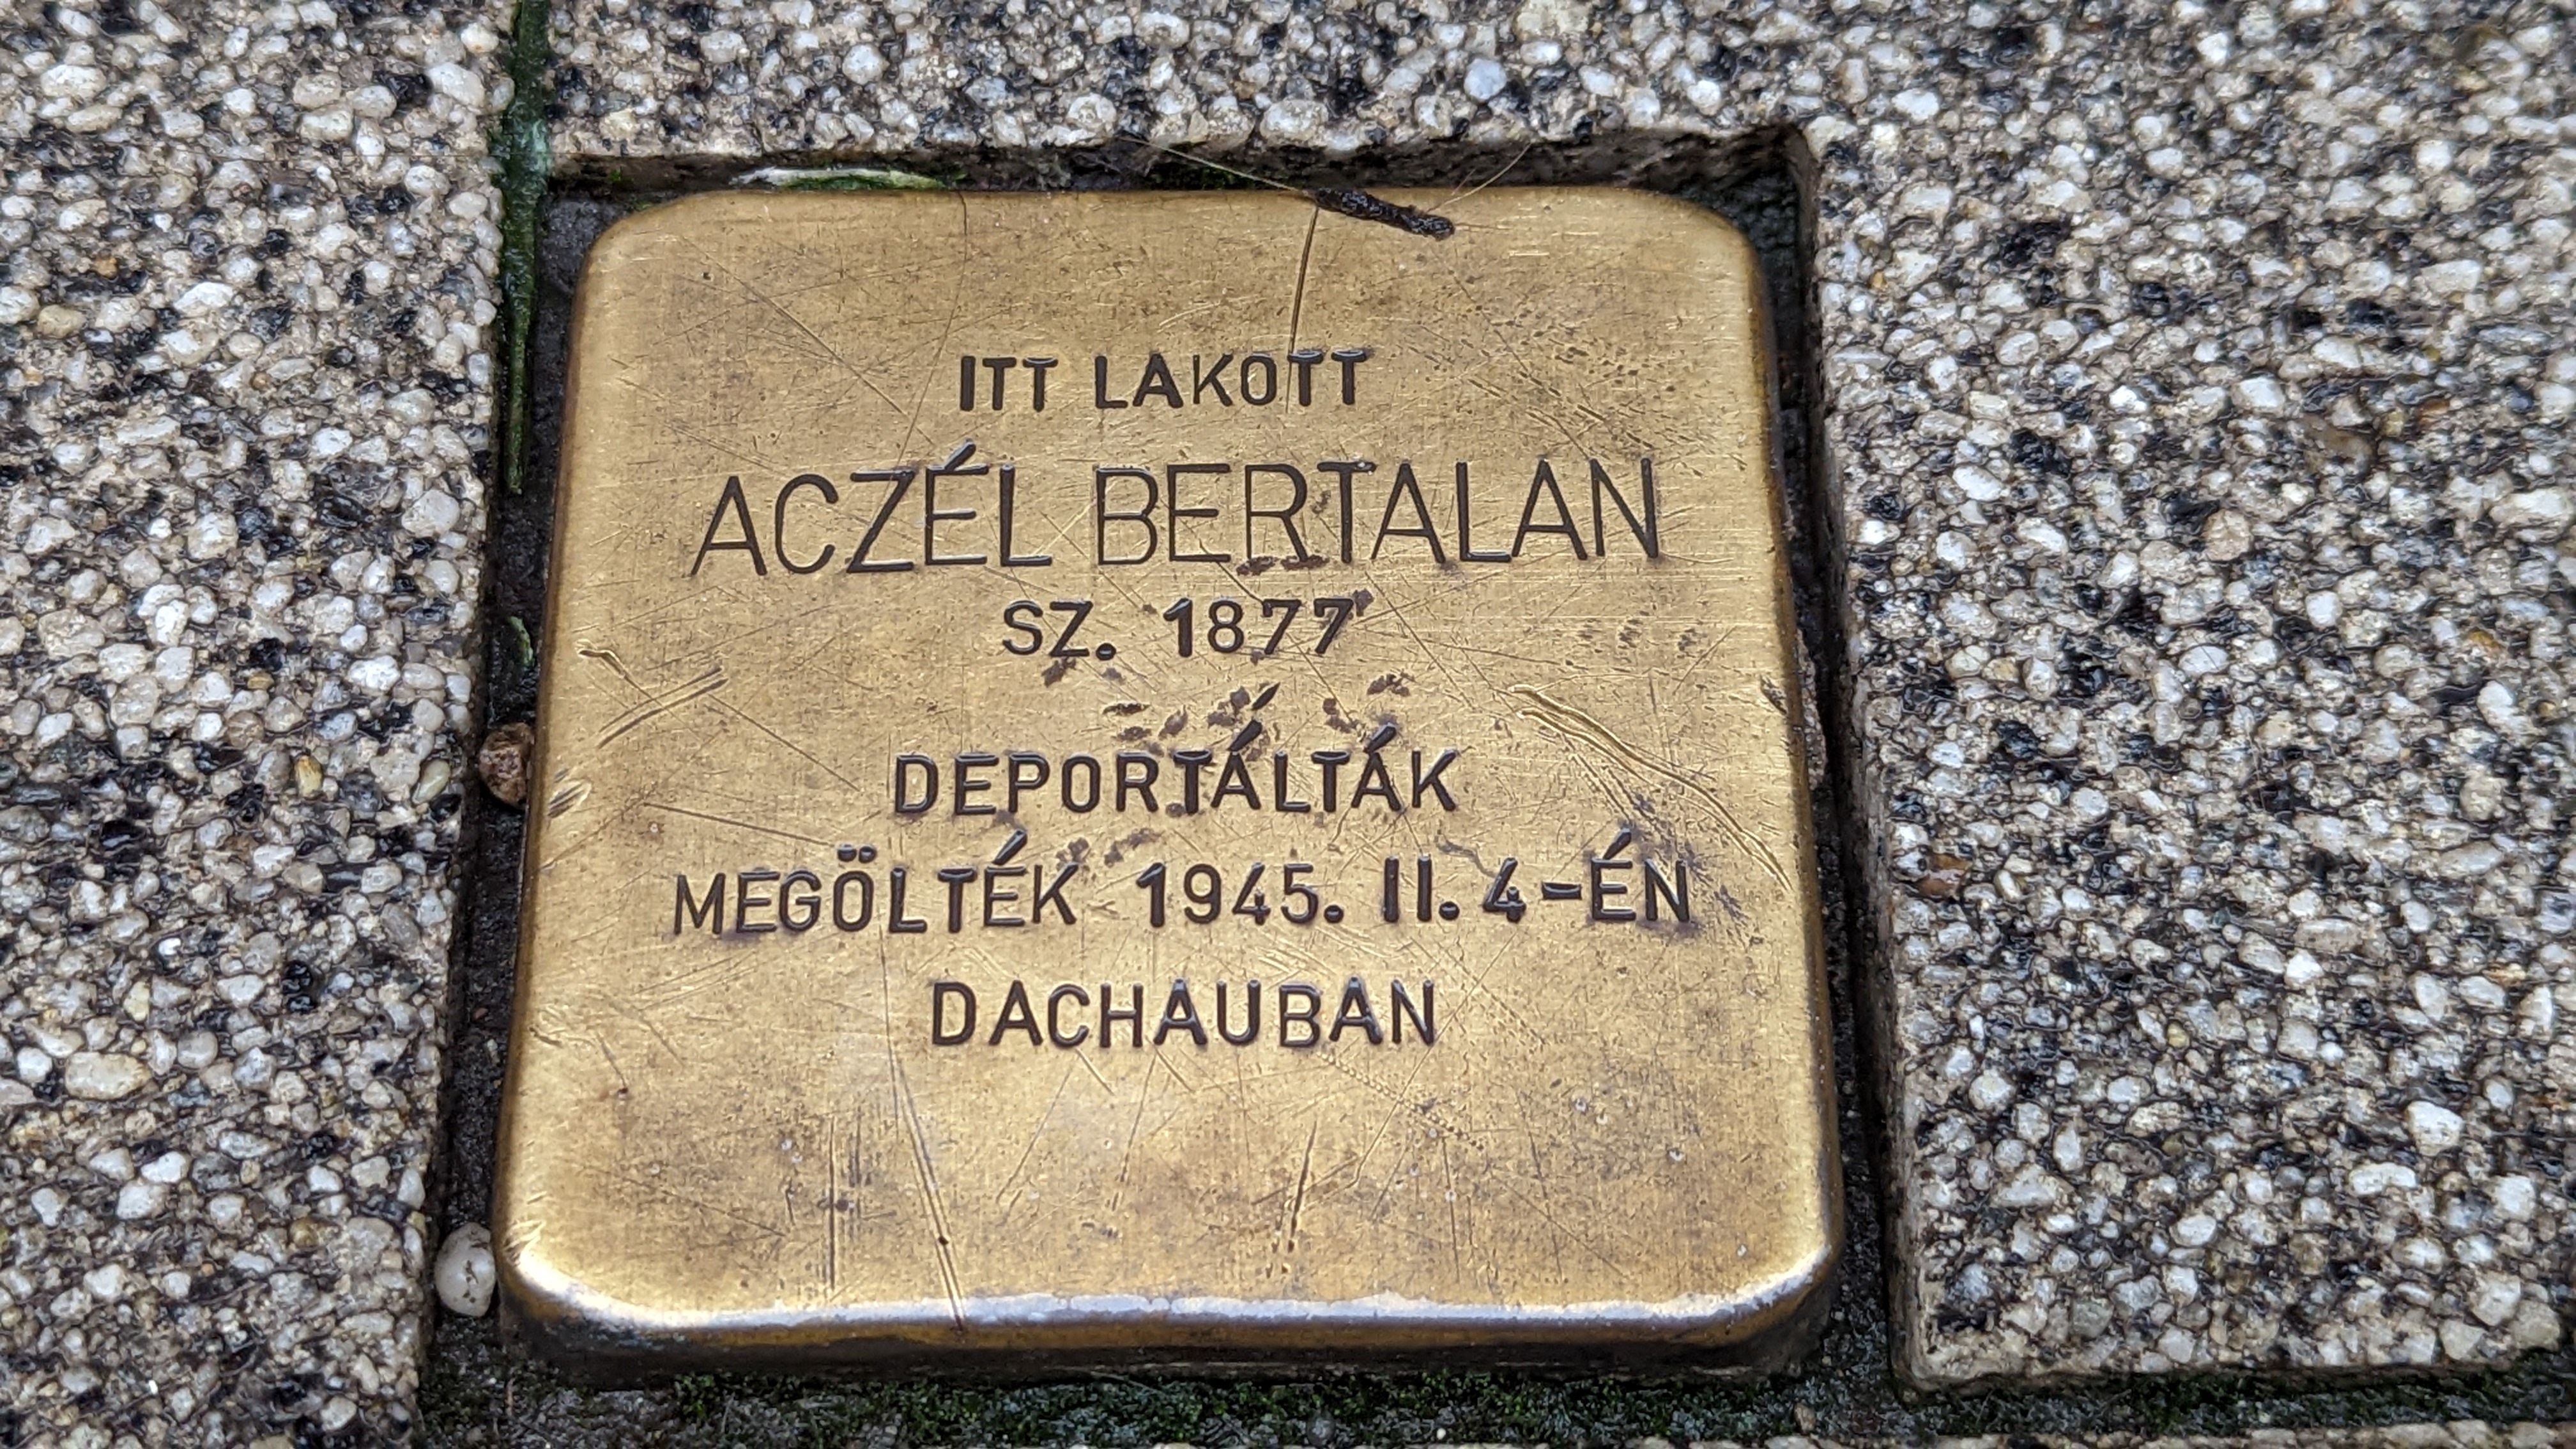 ITT LAKOTT
ACZÉL BERTALAN
SZ. 1877
DEPORTÁLTÁK
MEGÖLTÉK 1945. II. 4-ÉN
DACHAUBAN